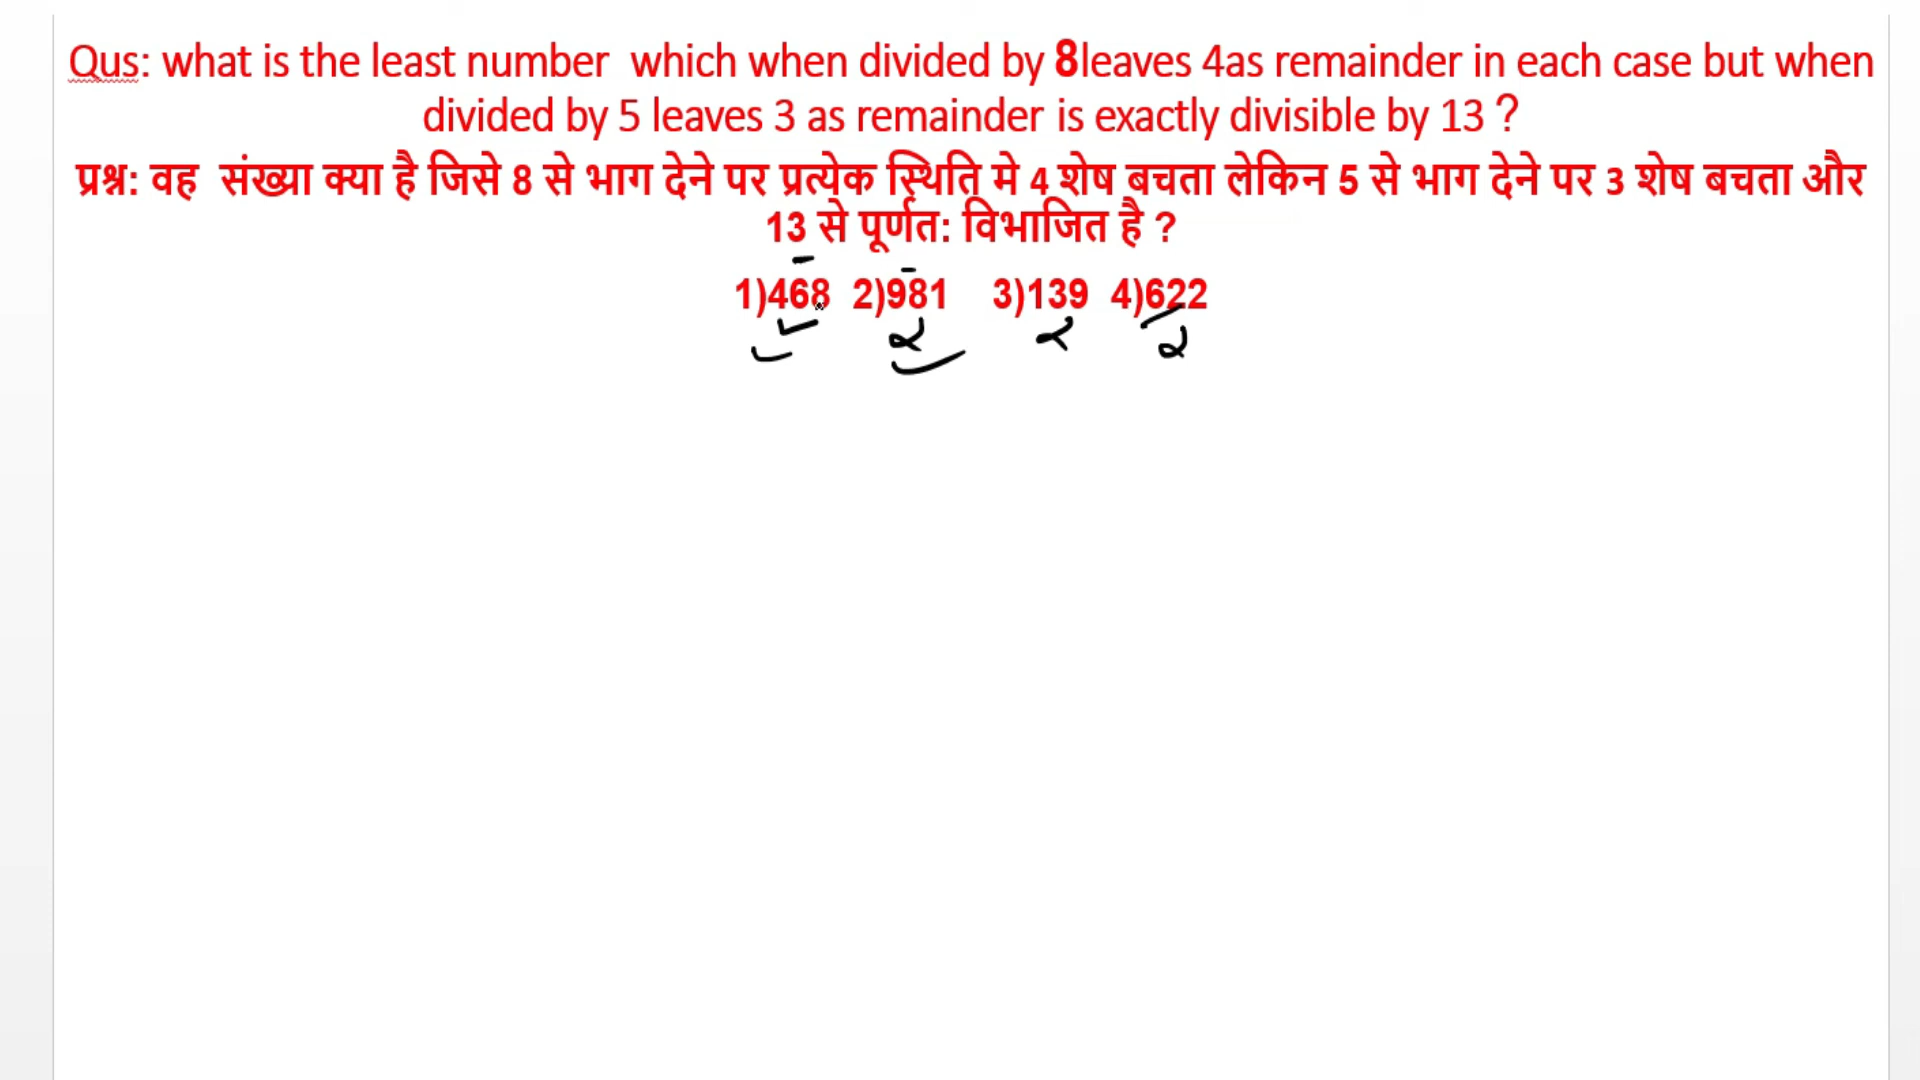 Qus: what is the least number which when divided by 8leaves 4as remainder in each case but when
divided by 5 leaves 3 as remainder is exactly divisible by 13 ?
प्रश्न: वह संख्या क्या है जिसे 8 से भाग देने पर प्रत्येक स्थिति मे 4 शेष बचता लेकिन 5 से भाग देने पर 3 शेष बचता और
13 से पूर्णत: विभाजित है ?
1)468 2)981 3)139 4)622